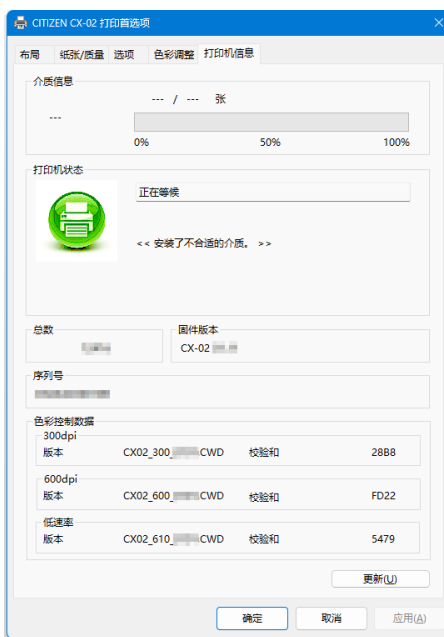 CITIZEN CX-02 打印首选项
布局 纸张/质量 选项 色彩调整 打印机信息
介质信息
--- / --- 张
---
0% 50% 100%
打印机状态
正在等候
<< 安装了不合适的介质。 >>
总数 固件版本
CX-02
序列号
色彩控制数据
300dpi
版本 CX02_300_ .CWD 校验和 28B8
600dpi
版本 CX02_600_ .CWD 校验和 FD22
低速率
版本 CX02_610_ .CWD 校验和 5479
更新(U)
确定 取消 应用(A)